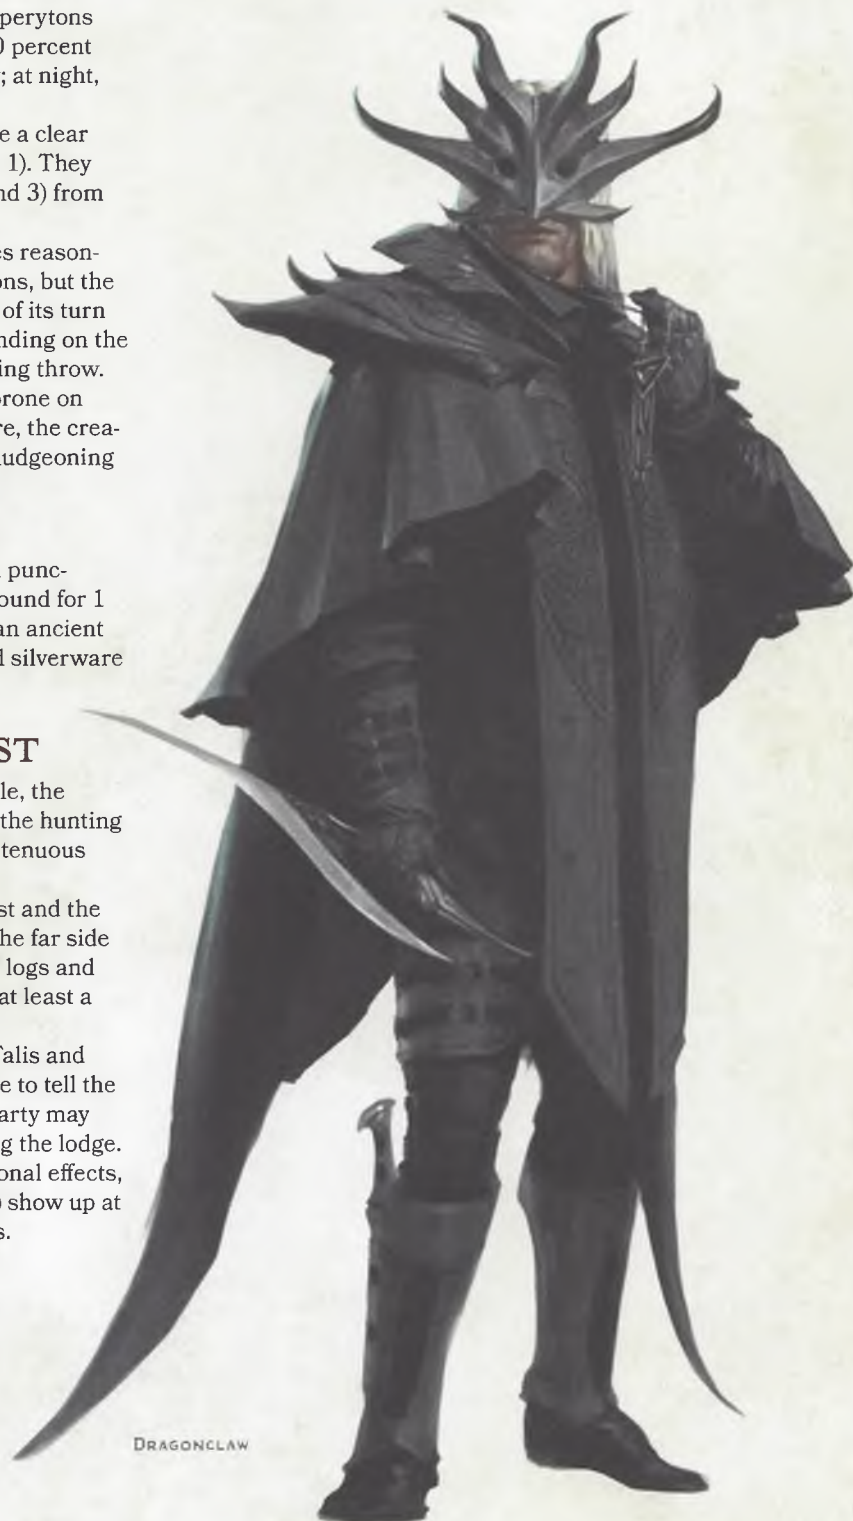 perytons
percent
; at night,
e a clear
1). They
nd 3) from
es reason-
ons, but the
of its turn
nding on the
ing throw.
prone on
re, the crea-
udgeoning
punc-
ound for 1
an ancient
d silverware
ST
le, the
the hunting
tenuous
st and the
he far side
logs and
at least a
Talis and
e to tell the
arty may
g the lodge.
onal effects,
show up at
s.
DRAGONCLAW